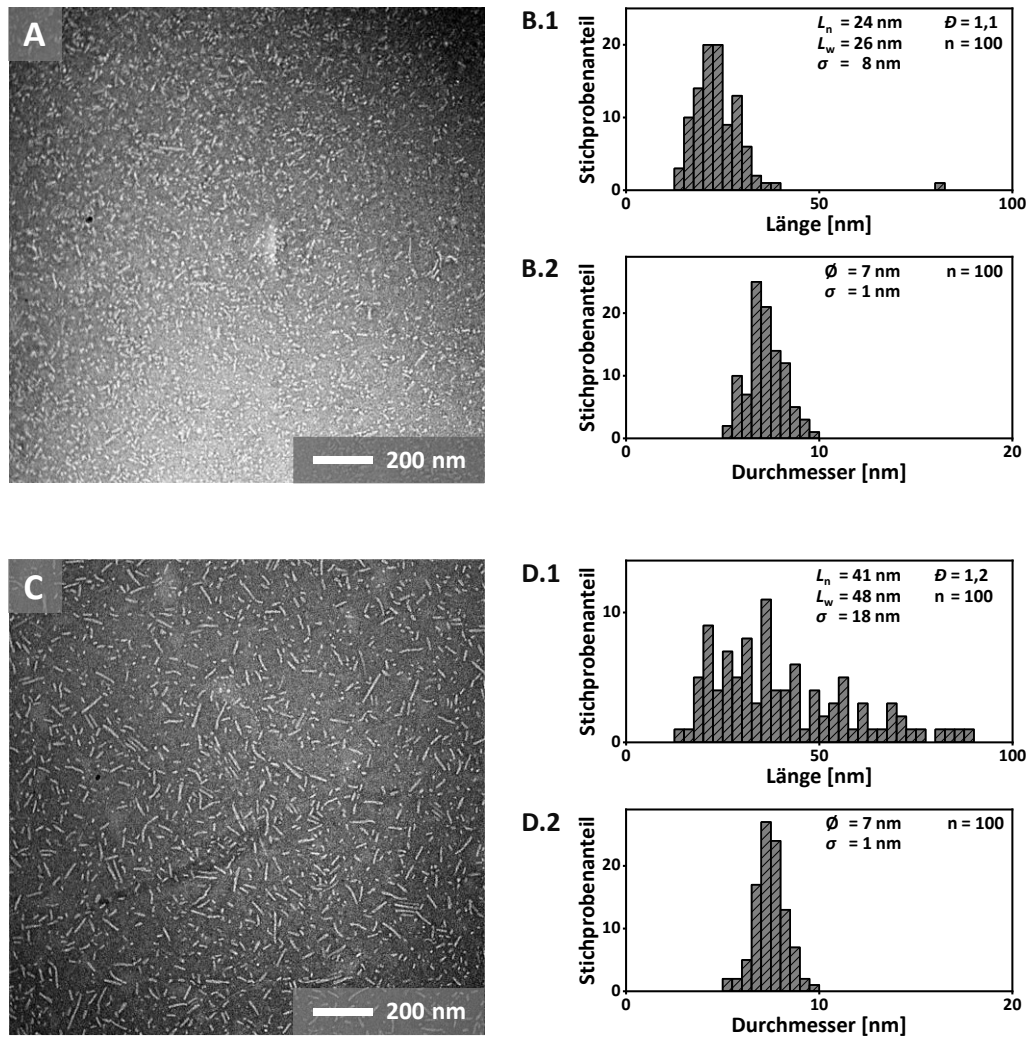 A
200 nm
B.1
Stichprobenanteil
20
10
0
Lₙ = 24 nm Đ = 1,1
L_w = 26 nm n = 100
σ = 8 nm
0 50 100
Länge [nm]
B.2
Stichprobenanteil
20
10
0
Ø = 7 nm n = 100
σ = 1 nm
0 10 20
Durchmesser [nm]
C
200 nm
D.1
Stichprobenanteil
10
0
Lₙ = 41 nm Đ = 1,2
L_w = 48 nm n = 100
σ = 18 nm
0 50 100
Länge [nm]
D.2
Stichprobenanteil
20
10
0
Ø = 7 nm n = 100
σ = 1 nm
0 10 20
Durchmesser [nm]